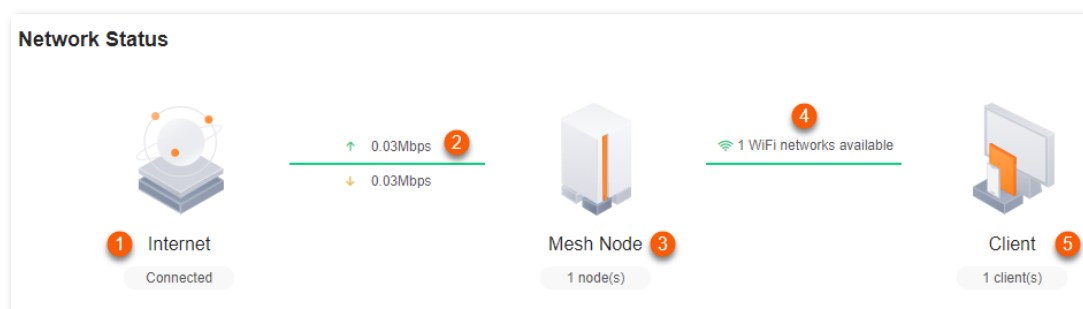 Network Status
4
↑ 0.03Mbps 2
1 WiFi networks available
↓ 0.03Mbps
1 Internet
Mesh Node 3
Client 5
Connected
1 node(s)
1 client(s)